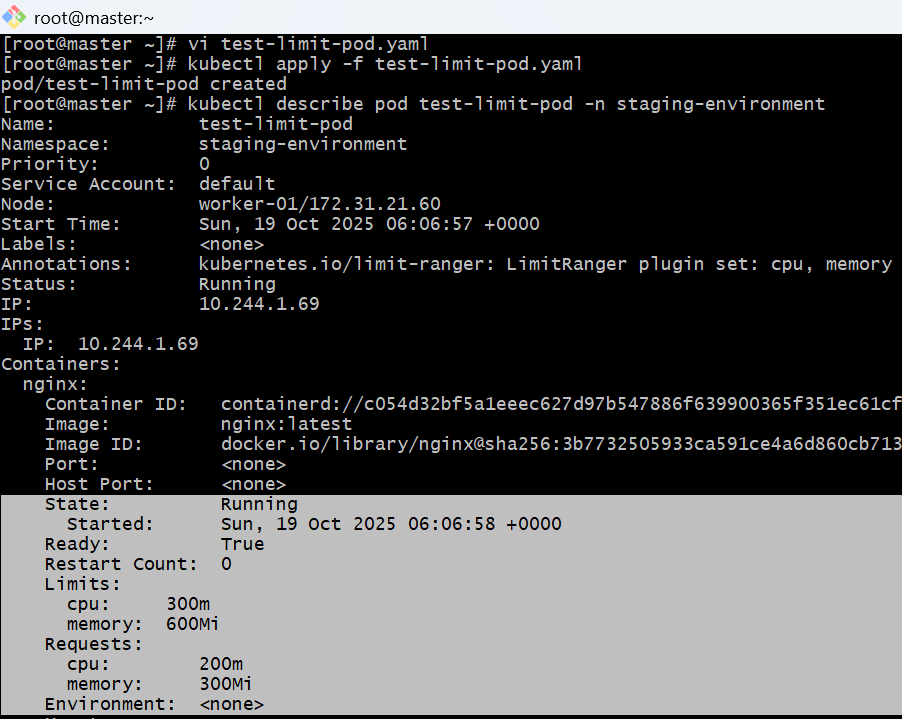 root@master:~
[root@master ~]# vi test-limit-pod.yaml
[root@master ~]# kubectl apply -f test-limit-pod.yaml
pod/test-limit-pod created
[root@master ~]# kubectl describe pod test-limit-pod -n staging-environment
Name:             test-limit-pod
Namespace:        staging-environment
Priority:         0
Service Account:  default
Node:             worker-01/172.31.21.60
Start Time:       Sun, 19 Oct 2025 06:06:57 +0000
Labels:           <none>
Annotations:      kubernetes.io/limit-ranger: LimitRanger plugin set: cpu, memory
Status:           Running
IP:               10.244.1.69
IPs:
  IP:  10.244.1.69
Containers:
  nginx:
    Container ID:   containerd://c054d32bf5a1eeec627d97b547886f639900365f351ec61cf
    Image:          nginx:latest
    Image ID:       docker.io/library/nginx@sha256:3b7732505933ca591ce4a6d860cb713
    Port:           <none>
    Host Port:      <none>
    State:          Running
      Started:      Sun, 19 Oct 2025 06:06:58 +0000
    Ready:          True
    Restart Count:  0
    Limits:
      cpu:     300m
      memory:  600Mi
    Requests:
      cpu:        200m
      memory:     300Mi
    Environment:  <none>